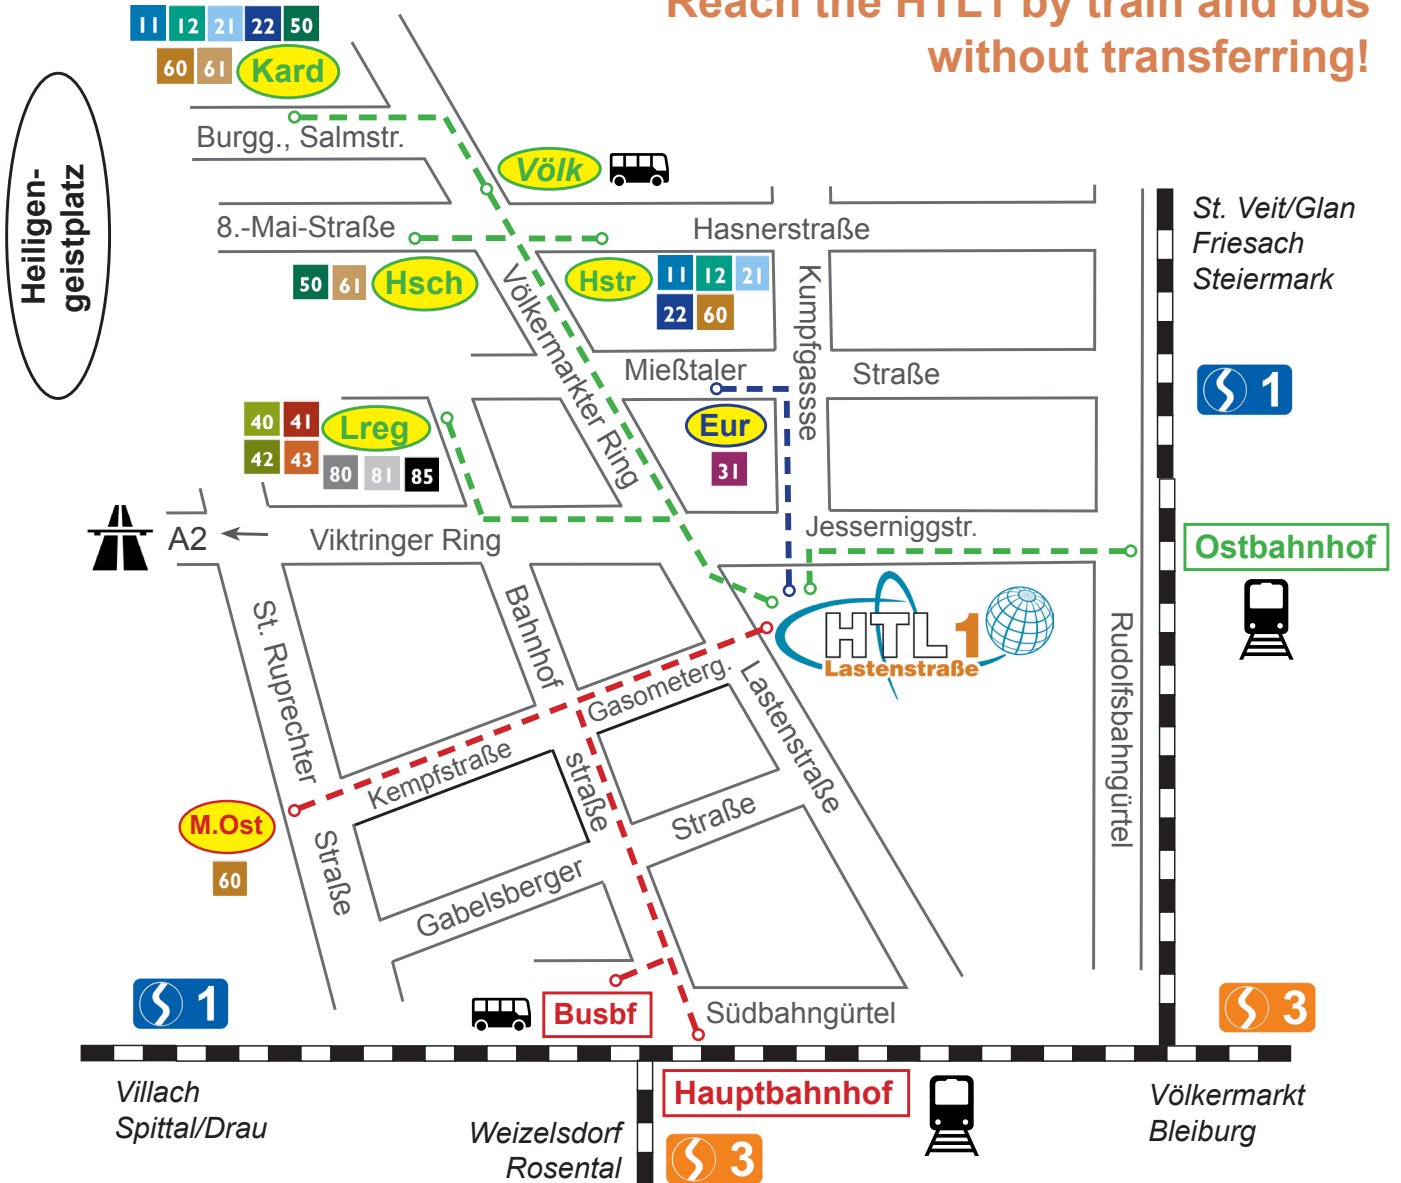 Reach the HTL1 by train and bus
without transferring!
11 12 21 22 50
60 61 Kard
Heiligen-
geistplatz
Burgg., Salmstr.
Völk
8.-Mai-Straße
Hasnerstraße
50 61 Hsch
Hstr 11 12 21
22 60
Völkermarkter Ring
Kumpfgassse
St. Veit/Glan
Friesach
Steiermark
S 1
Mießtaler
Straße
40 41
42 43
Lreg
80 81 85
Eur
31
A2
Viktringer Ring
Jesserniggstr.
Ostbahnhof
HTL 1
Lastenstraße
St. Ruprechter
Straße
Bahnhof
straße
Gasometerg.
Lastenstraße
Rudolfsbahngürtel
Kempfstraße
M.Ost
60
Gabelsberger
Straße
S 1
Busbf
Südbahngürtel
S 3
Hauptbahnhof
Villach
Spittal/Drau
Weizelsdorf
Rosental
S 3
Völkermarkt
Bleiburg